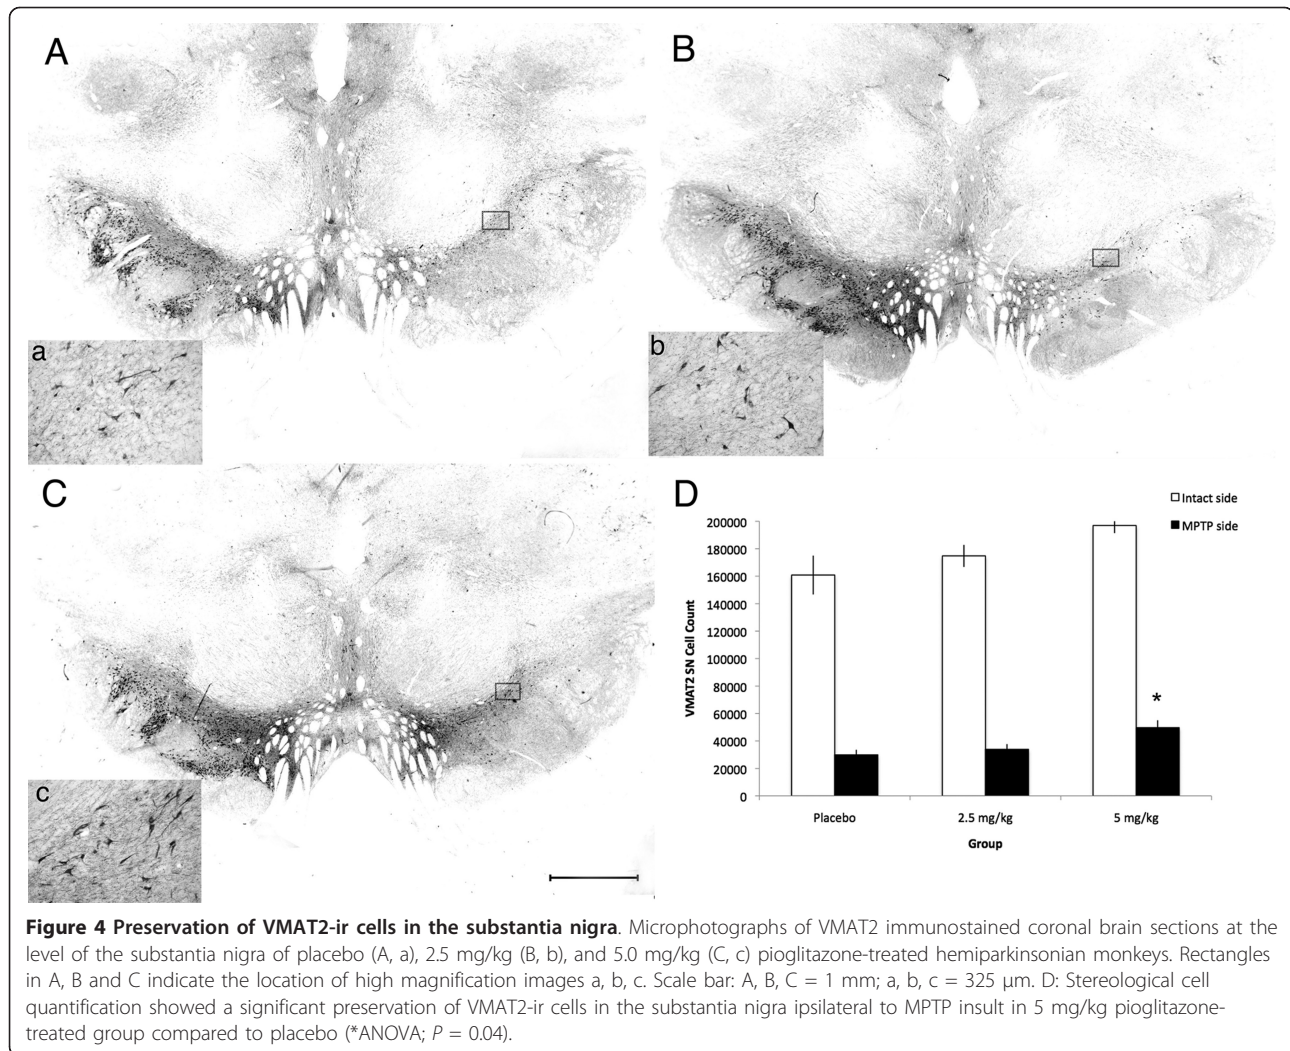 A
B
a
b
C
c
D
Intact side
MPTP side
200000
180000
160000
140000
120000
100000
80000
60000
40000
20000
0
VMAT2 SN Cell Count
*
Placebo
2.5 mg/kg
5 mg/kg
Group
Figure 4 Preservation of VMAT2-ir cells in the substantia nigra. Microphotographs of VMAT2 immunostained coronal brain sections at the
level of the substantia nigra of placebo (A, a), 2.5 mg/kg (B, b), and 5.0 mg/kg (C, c) pioglitazone-treated hemiparkinsonian monkeys. Rectangles
in A, B and C indicate the location of high magnification images a, b, c. Scale bar: A, B, C = 1 mm; a, b, c = 325 μm. D: Stereological cell
quantification showed a significant preservation of VMAT2-ir cells in the substantia nigra ipsilateral to MPTP insult in 5 mg/kg pioglitazone-
treated group compared to placebo (*ANOVA; P = 0.04).